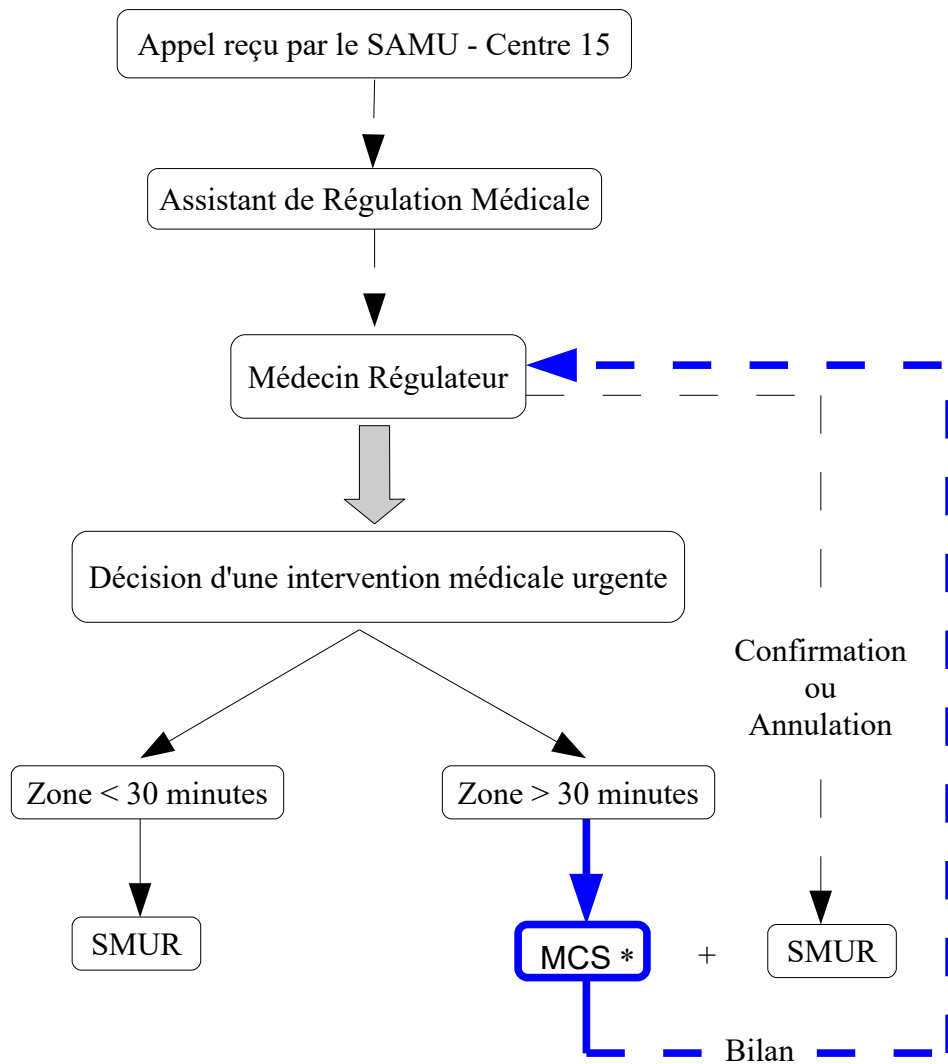 Appel reçu par le SAMU - Centre 15
Assistant de Régulation Médicale
Médecin Régulateur
Décision d'une intervention médicale urgente
Confirmation
ou
Annulation
Zone < 30 minutes
Zone > 30 minutes
SMUR
MCS *
+
SMUR
Bilan